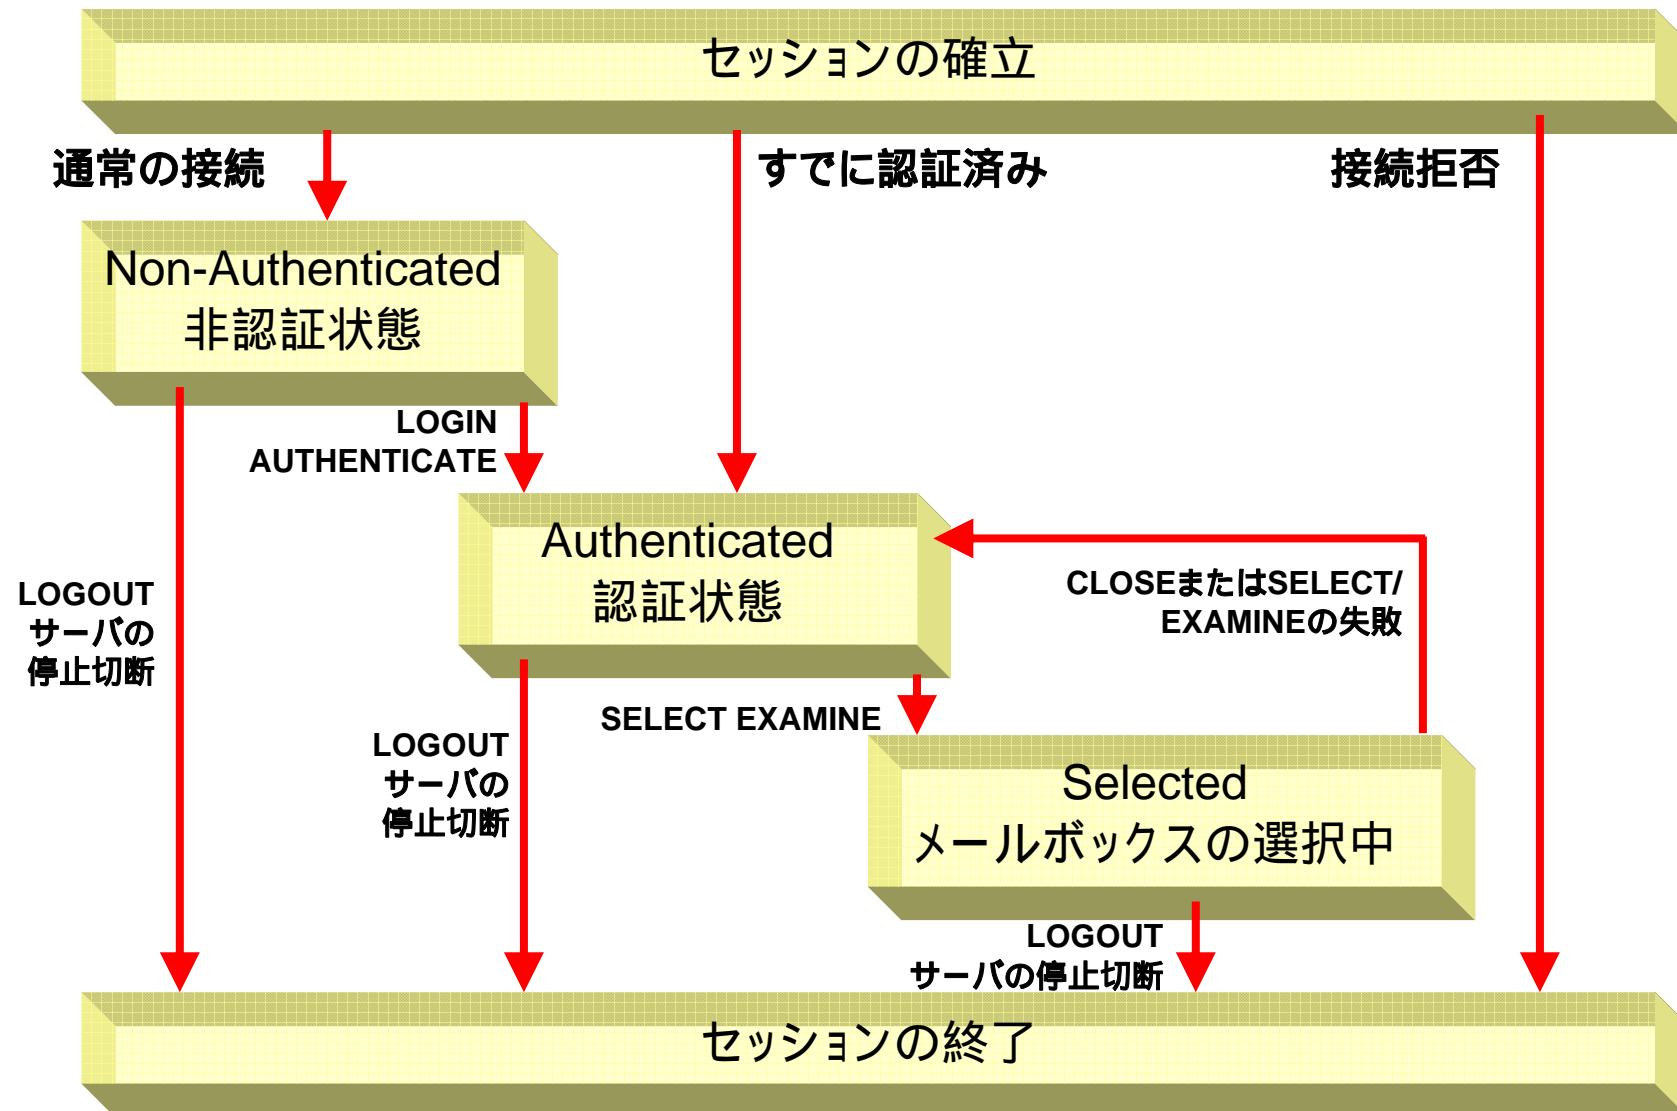 セッションの確立
通常の接続
すでに認証済み
接続拒否
Non-Authenticated
非認証状態
LOGIN
AUTHENTICATE
Authenticated
認証状態
CLOSEまたはSELECT/
EXAMINEの失敗
LOGOUT
サーバの
停止切断
SELECT EXAMINE
LOGOUT
サーバの
停止切断
Selected
メールボックスの選択中
LOGOUT
サーバの停止切断
セッションの終了